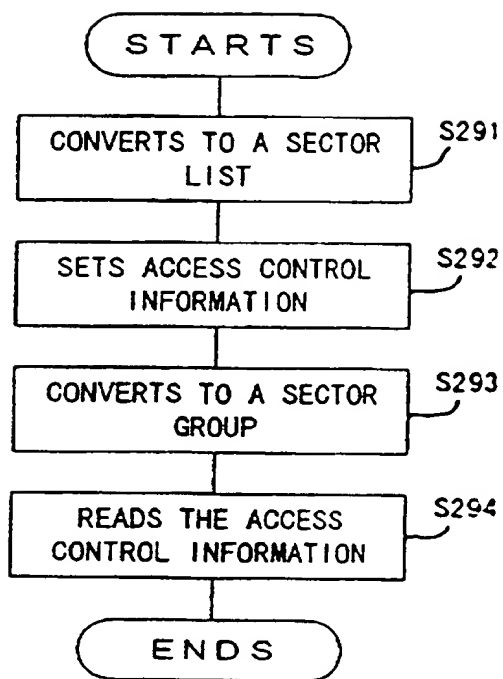 STARTS
CONVERTS TO A SECTOR
LIST
S291
SETS ACCESS CONTROL
INFORMATION
S292
CONVERTS TO A SECTOR
GROUP
S293
READS THE ACCESS
CONTROL INFORMATION
S294
ENDS